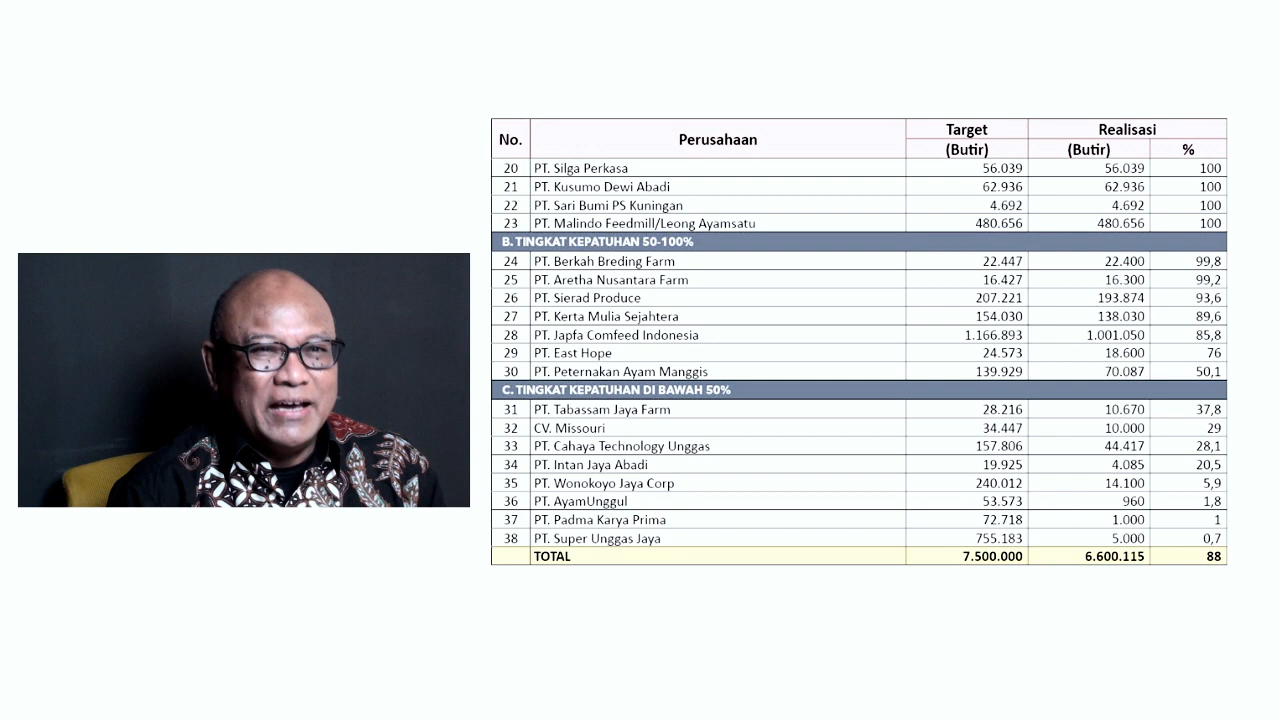 No. Perusahaan Target Realisasi
(Butir) (Butir) %
20 PT. Silga Perkasa 56.039 56.039 100
21 PT. Kusumo Dewi Abadi 62.936 62.936 100
22 PT. Sari Bumi PS Kuningan 4.692 4.692 100
23 PT. Malindo Feedmill/Leong Ayamsatu 480.656 480.656 100
B. TINGKAT KEPATUHAN 50-100%
24 PT. Berkah Breding Farm 22.447 22.400 99,8
25 PT. Aretha Nusantara Farm 16.427 16.300 99,2
26 PT. Sierad Produce 207.221 193.874 93,6
27 PT. Kerta Mulia Sejahtera 154.030 138.030 89,6
28 PT. Japfa Comfeed Indonesia 1.166.893 1.001.050 85,8
29 PT. East Hope 24.573 18.600 76
30 PT. Peternakan Ayam Manggis 139.929 70.087 50,1
C. TINGKAT KEPATUHAN DI BAWAH 50%
31 PT. Tabassam Jaya Farm 28.216 10.670 37,8
32 CV. Missouri 34.447 10.000 29
33 PT. Cahaya Technology Unggas 157.806 44.417 28,1
34 PT. Intan Jaya Abadi 19.925 4.085 20,5
35 PT. Wonokoyo Jaya Corp 240.012 14.100 5,9
36 PT. AyamUnggul 53.573 960 1,8
37 PT. Padma Karya Prima 72.718 1.000 1
38 PT. Super Unggas Jaya 755.183 5.000 0,7
TOTAL 7.500.000 6.600.115 88